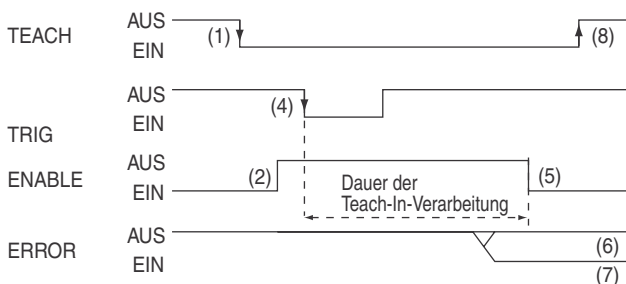 TEACH
AUS
EIN
(1)
(8)
TRIG
AUS
EIN
(4)
ENABLE
AUS
EIN
(2)
Dauer der
Teach-In-Verarbeitung
(5)
ERROR
AUS
EIN
(6)
(7)